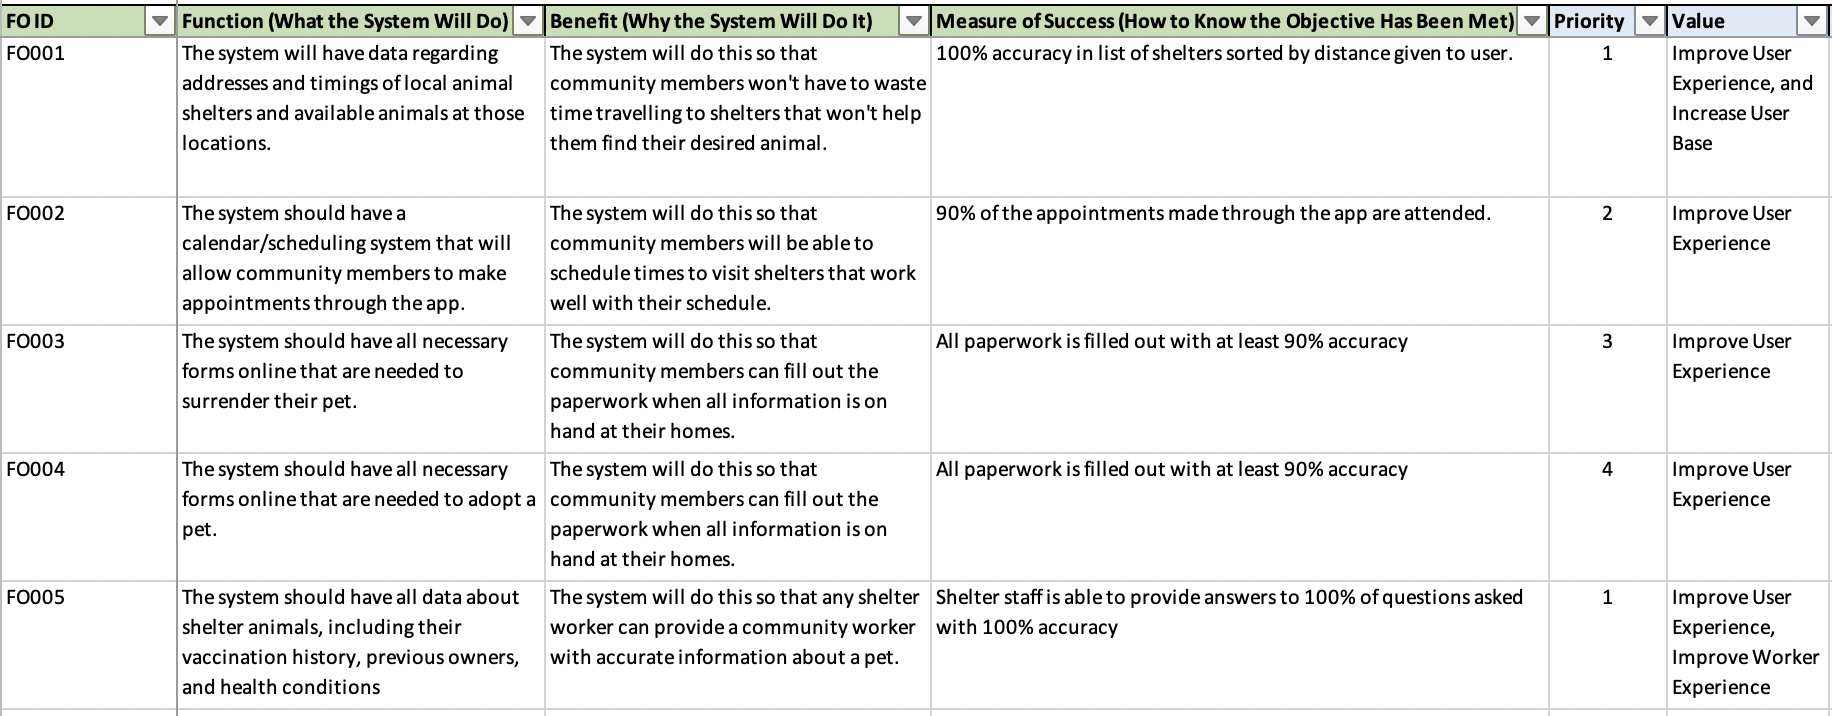 FO ID
Function (What the System Will Do)
Benefit (Why the System Will Do It)
Measure of Success (How to Know the Objective Has Been Met)
Priority
Value
FO001
The system will have data regarding
addresses and timings of local animal
shelters and available animals at those
locations.
The system will do this so that
community members won't have to waste
time travelling to shelters that won't help
them find their desired animal.
100% accuracy in list of shelters sorted by distance given to user.
1
Improve User
Experience, and
Increase User
Base
FO002
The system should have a
calendar/scheduling system that will
allow community members to make
appointments through the app.
The system will do this so that
community members will be able to
schedule times to visit shelters that work
well with their schedule.
90% of the appointments made through the app are attended.
2
Improve User
Experience
FO003
The system should have all necessary
forms online that are needed to
surrender their pet.
The system will do this so that
community members can fill out the
paperwork when all information is on
hand at their homes.
All paperwork is filled out with at least 90% accuracy
3
Improve User
Experience
FO004
The system should have all necessary
forms online that are needed to adopt a
pet.
The system will do this so that
community members can fill out the
paperwork when all information is on
hand at their homes.
All paperwork is filled out with at least 90% accuracy
4
Improve User
Experience
FO005
The system should have all data about
shelter animals, including their
vaccination history, previous owners,
and health conditions
The system will do this so that any shelter
worker can provide a community worker
with accurate information about a pet.
Shelter staff is able to provide answers to 100% of questions asked
with 100% accuracy
1
Improve User
Experience,
Improve Worker
Experience